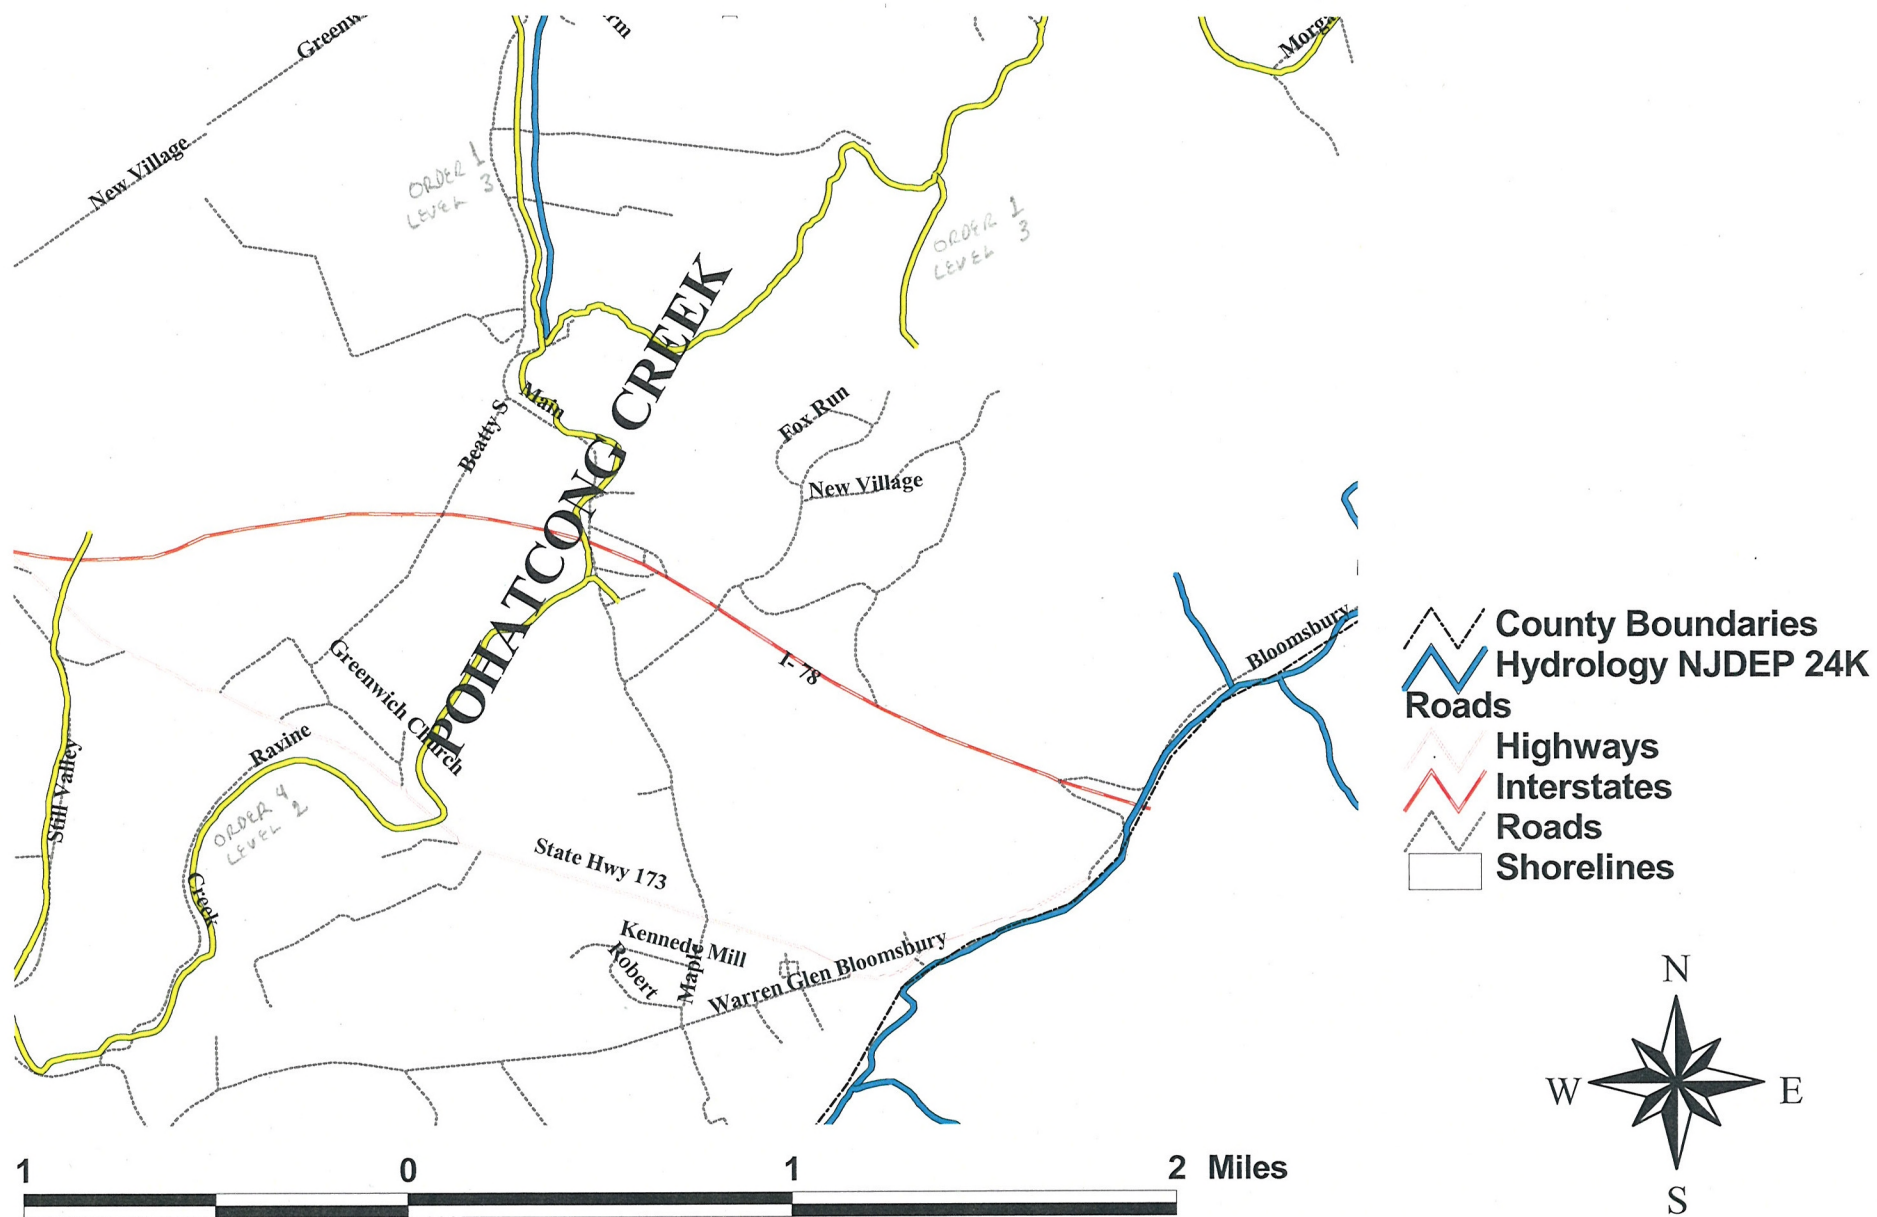 Greenw
rm
Morga
New Village
ORDER 1
LEVEL 3
ORDER 1
LEVEL 3
POHATCONG CREEK
Main
Beatty S
Fox Run
New Village
I-78
Bloomsbury
Greenwich Church
Ravine
Still Valley
ORDER 4
LEVEL 2
Creek
State Hwy 173
Kennedy Mill
Robert
Maple
Warren Glen Bloomsbury
County Boundaries
Hydrology NJDEP 24K
Roads
Highways
Interstates
Roads
Shorelines
N
W E
S
1 0 1 2 Miles